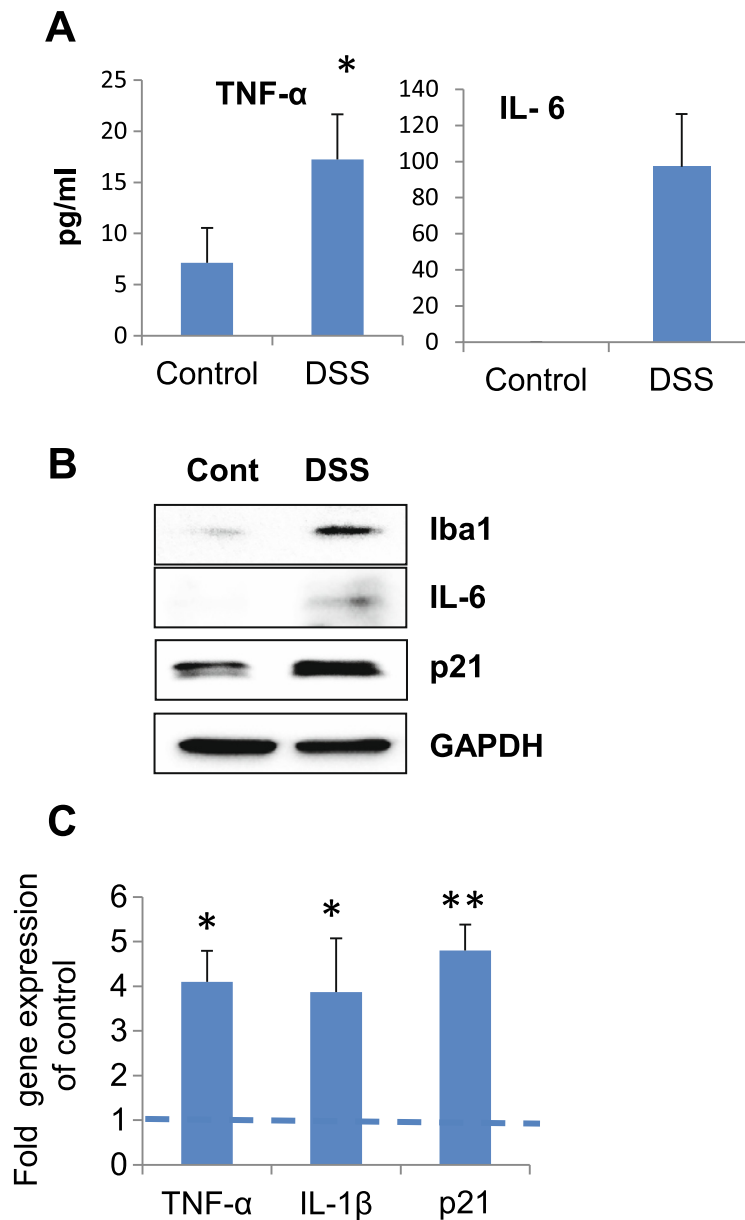 A
TNF-α
*
IL- 6
pg/ml
25
20
15
10
5
0
Control
DSS
140
120
100
80
60
40
20
0
Control
DSS
B
Cont
DSS
Iba1
IL-6
p21
GAPDH
C
Fold gene expression
of control
6
5
4
3
2
1
0
*
*
**
TNF-α
IL-1β
p21